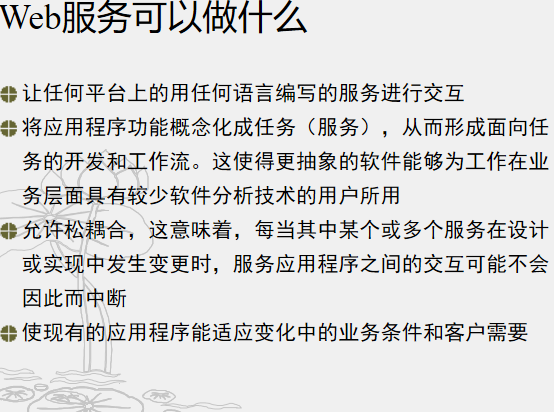 Web服务可以做什么
让任何平台上的用任何语言编写的服务进行交互
将应用程序功能概念化成任务（服务），从而形成面向任
务的开发和工作流。这使得更抽象的软件能够为工作在业
务层面具有较少软件分析技术的用户所用
允许松耦合，这意味着，每当其中某个或多个服务在设计
或实现中发生变更时，服务应用程序之间的交互可能不会
因此而中断
使现有的应用程序能适应变化中的业务条件和客户需要